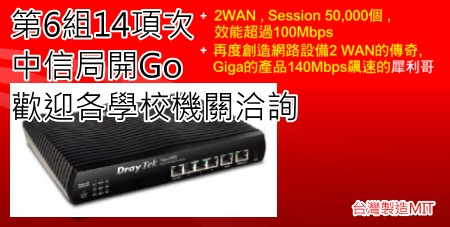 第6組14項次
中信局開Go
歡迎各學校機關洽詢
+ 2WAN , Session 50,000個 ,
效能超過100Mbps
+ 再度創造網路設備2 WAN的傳奇,
Giga的產品140Mbps飆速的犀利哥
DrayTek
台灣製造MIT